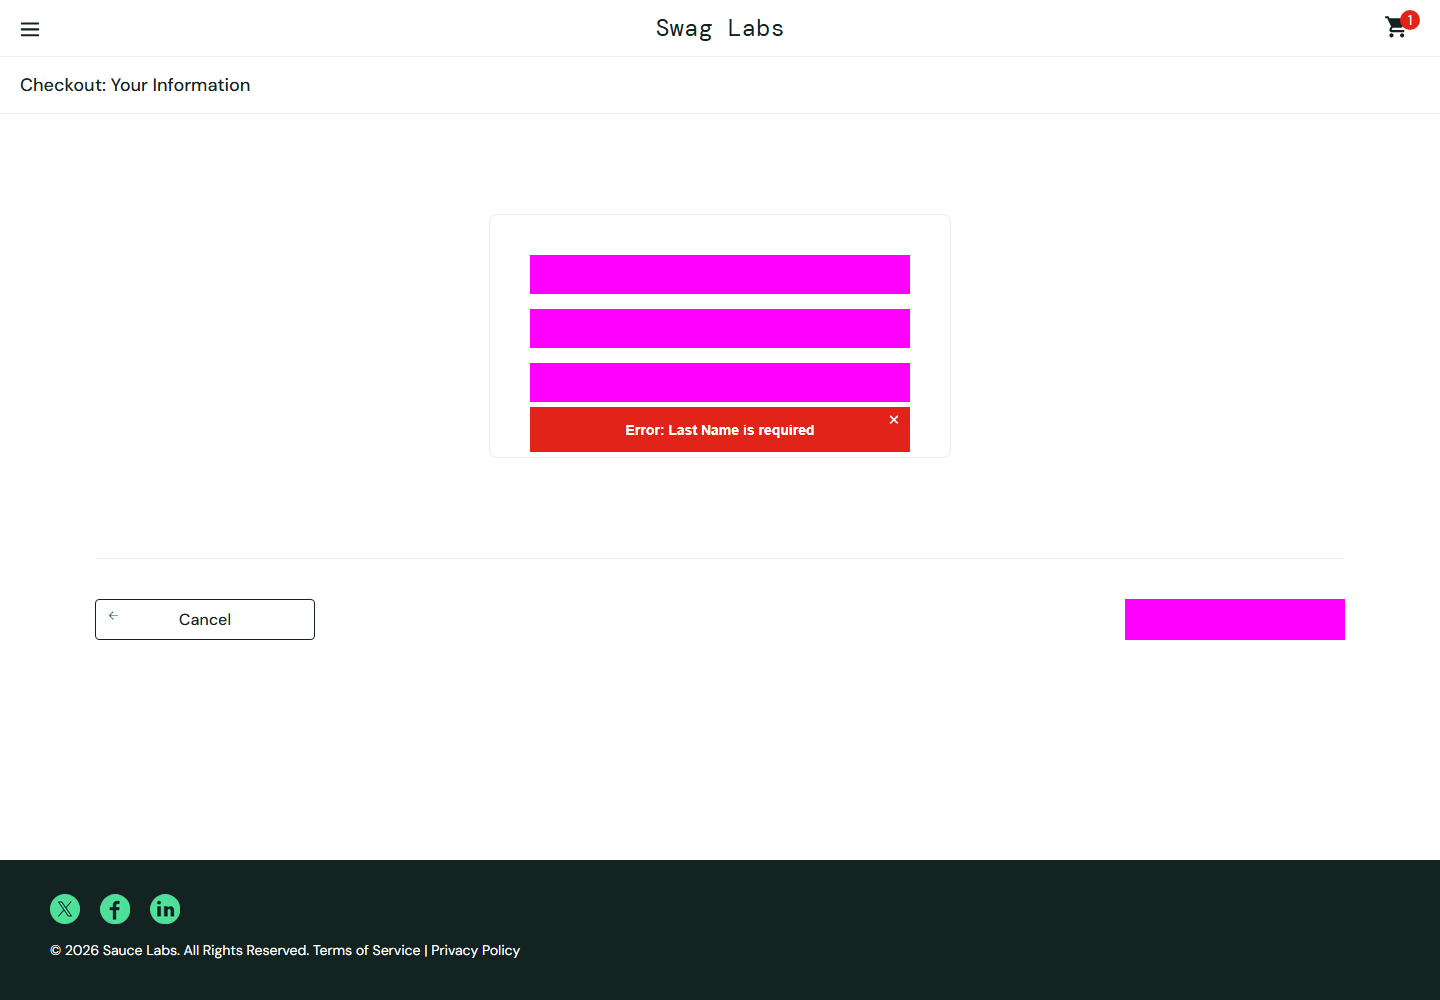 Swag Labs
1
Checkout: Your Information
Error: Last Name is required
Cancel
© 2026 Sauce Labs. All Rights Reserved. Terms of Service | Privacy Policy